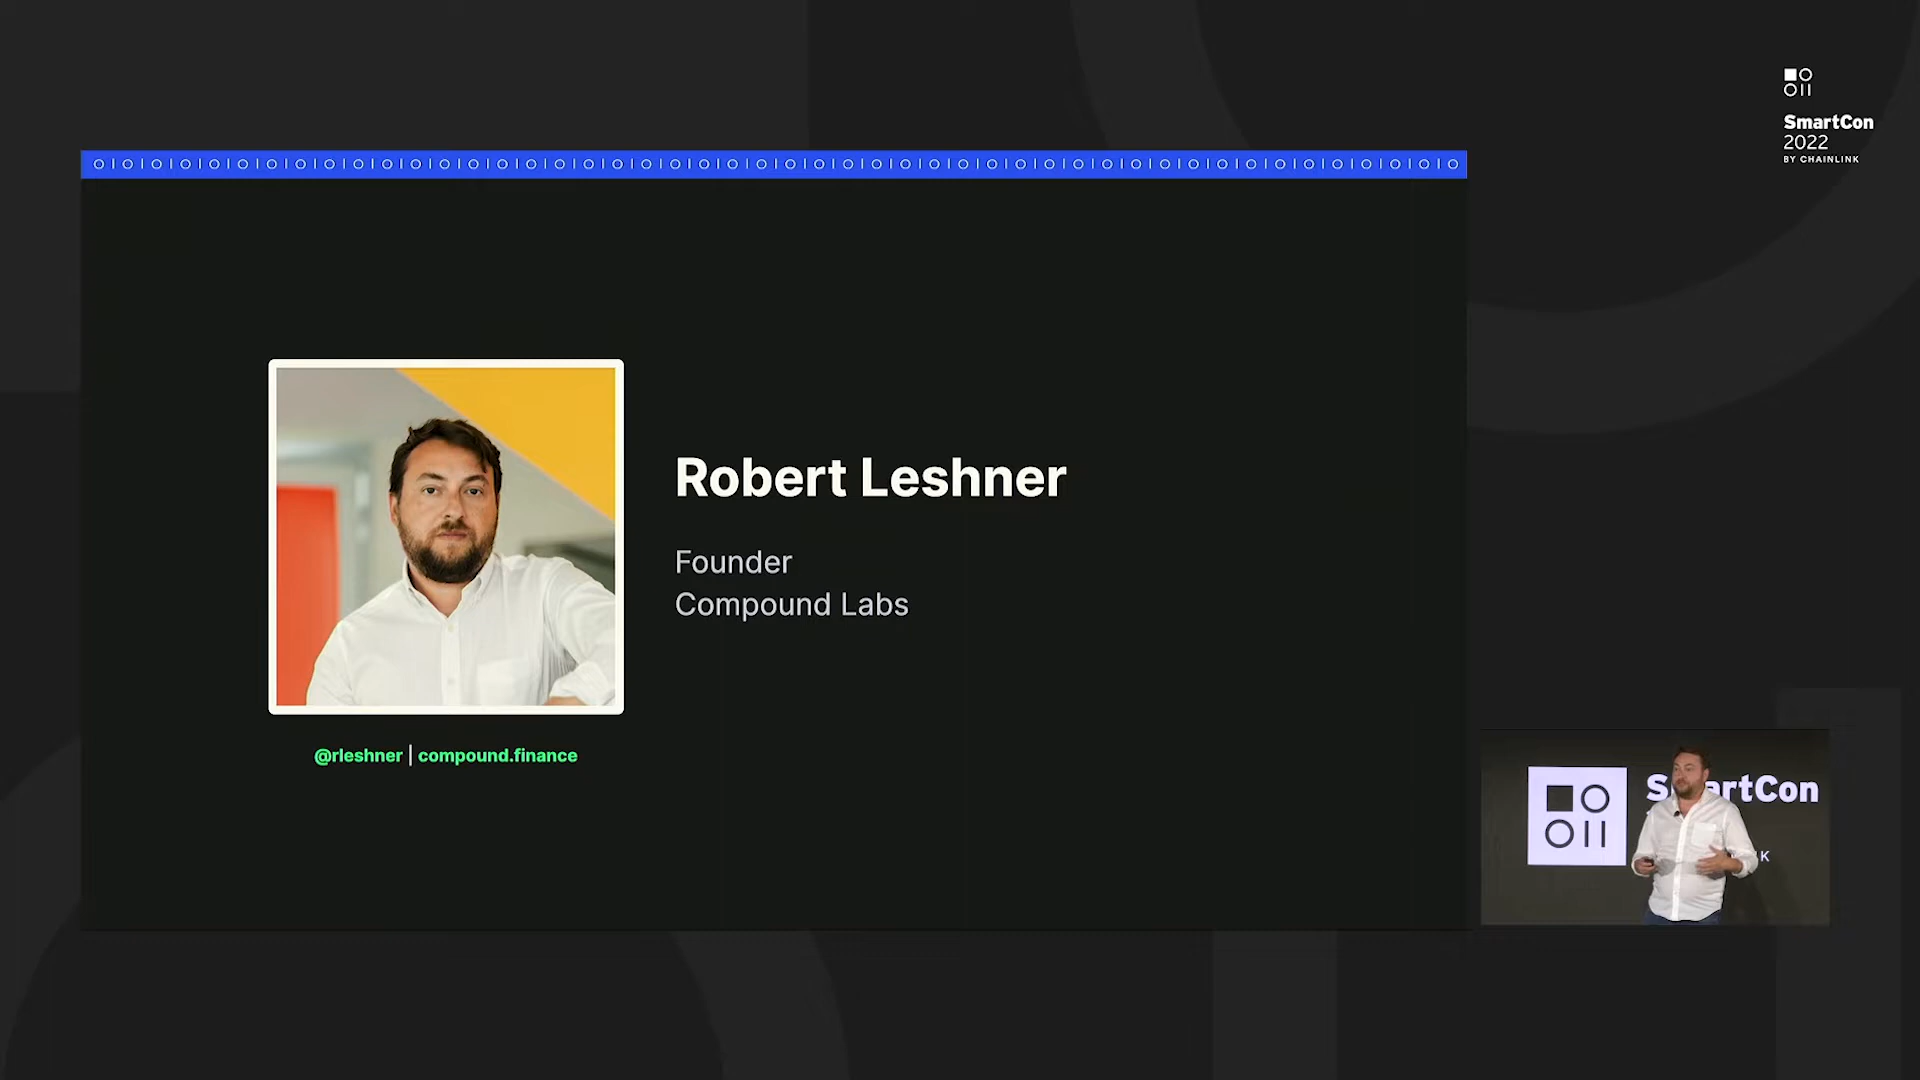 SmartCon
2022
BY CHAINLINK
Robert Leshner
Founder
Compound Labs
@rleshner | compound.finance